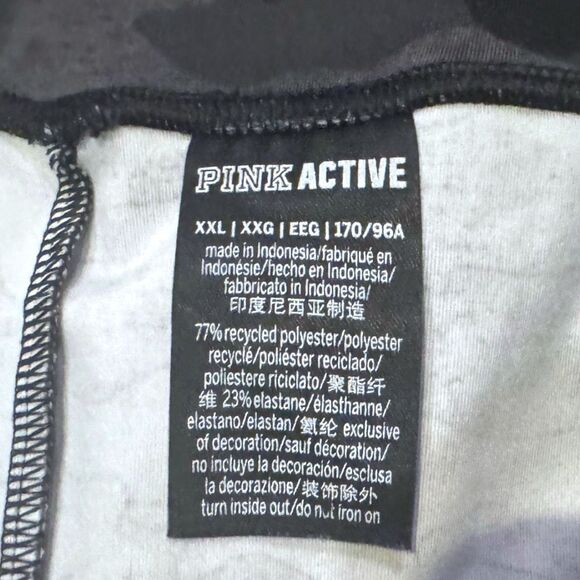 PINK ACTIVE
XXL | XXG | EEG | 170/96A
made in Indonesia/fabriqué en
Indonésie/hecho en Indonesia/
fabbricato in Indonesia/
印度尼西亚制造
77% recycled polyester/polyester
recyclé/poliéster reciclado/
poliestere riciclato/聚酯纤
维 23% elastane/élasthanne/
elastano/elastan/氨纶 exclusive
of decoration/sauf décoration/
no incluye la decoración/esclusa
la decorazione/装饰除外
turn inside out/do not iron on